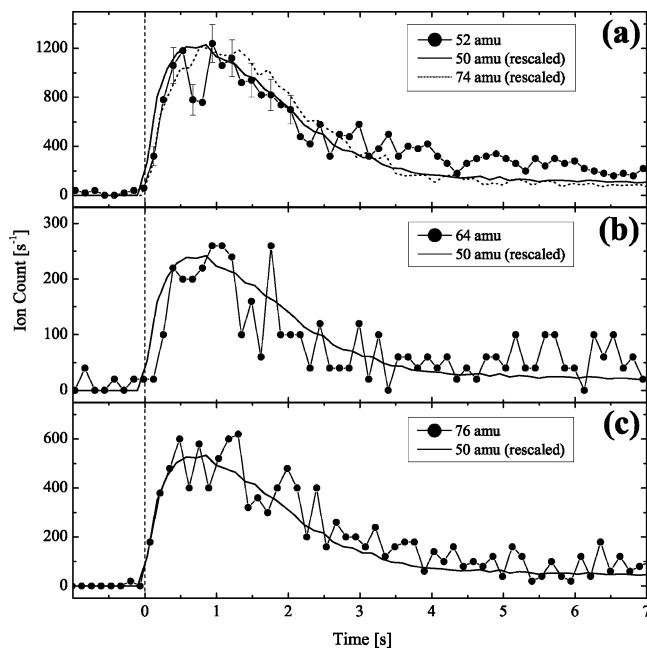 (a)
52 amu
50 amu (rescaled)
74 amu (rescaled)
1200
800
400
0
(b)
64 amu
50 amu (rescaled)
300
200
100
0
Ion Count [s⁻¹]
(c)
76 amu
50 amu (rescaled)
600
400
200
0
0 1 2 3 4 5 6 7
Time [s]